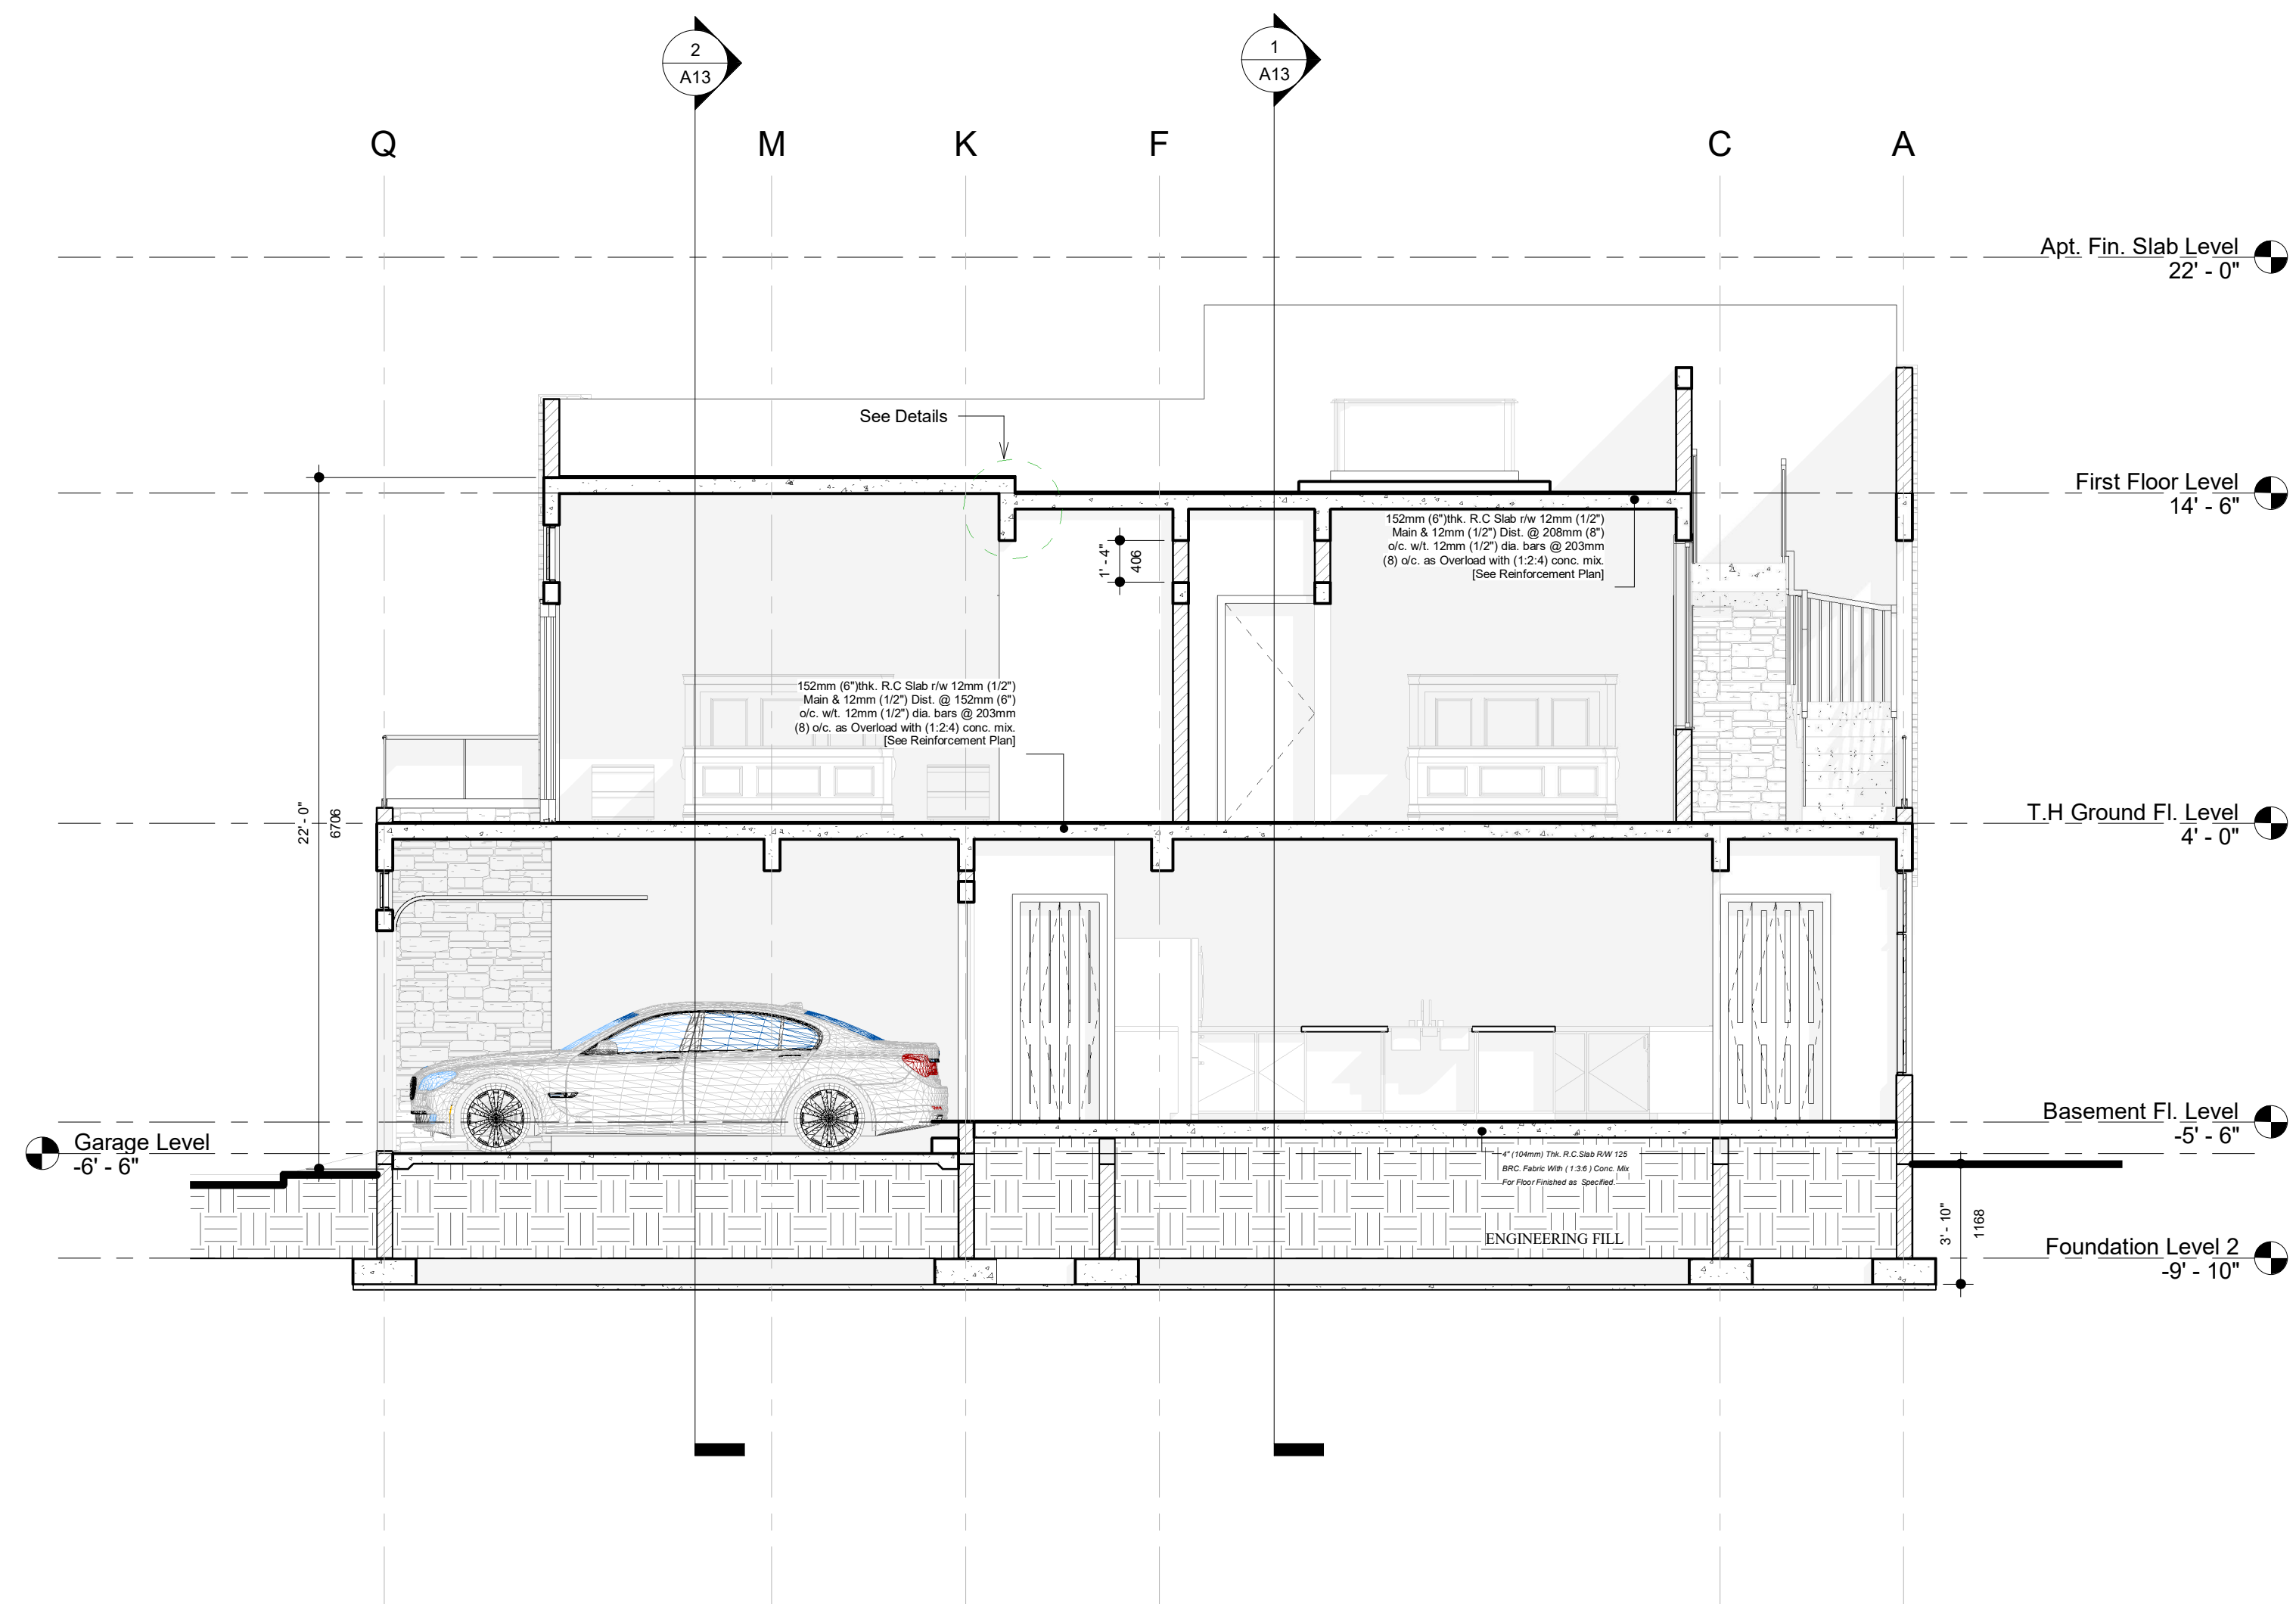 2
A13
1
A13
Q
M
K
F
C
A
Apt. Fin. Slab Level
22' - 0"
See Details
First Floor Level
14' - 6"
152mm (6")thk. R.C Slab r/w 12mm (1/2")
Main & 12mm (1/2") Dist. @ 208mm (8")
o/c. w/t. 12mm (1/2") dia. bars @ 203mm
(8) o/c. as Overload with (1:2:4) conc. mix.
[See Reinforcement Plan]
1' - 4"
406
152mm (6")thk. R.C Slab r/w 12mm (1/2")
Main & 12mm (1/2") Dist. @ 152mm (6")
o/c. w/t. 12mm (1/2") dia. bars @ 203mm
(8) o/c. as Overload with (1:2:4) conc. mix.
[See Reinforcement Plan]
22' - 0"
6706
T.H Ground Fl. Level
4' - 0"
Basement Fl. Level
-5' - 6"
Garage Level
-6' - 6"
4" (104mm) Thk. R.C.Slab R/W 125
BRC. Fabric With ( 1:3:6 ) Conc. Mix
For Floor Finished as Specified.
ENGINEERING FILL
3' - 10"
1168
Foundation Level 2
-9' - 10"